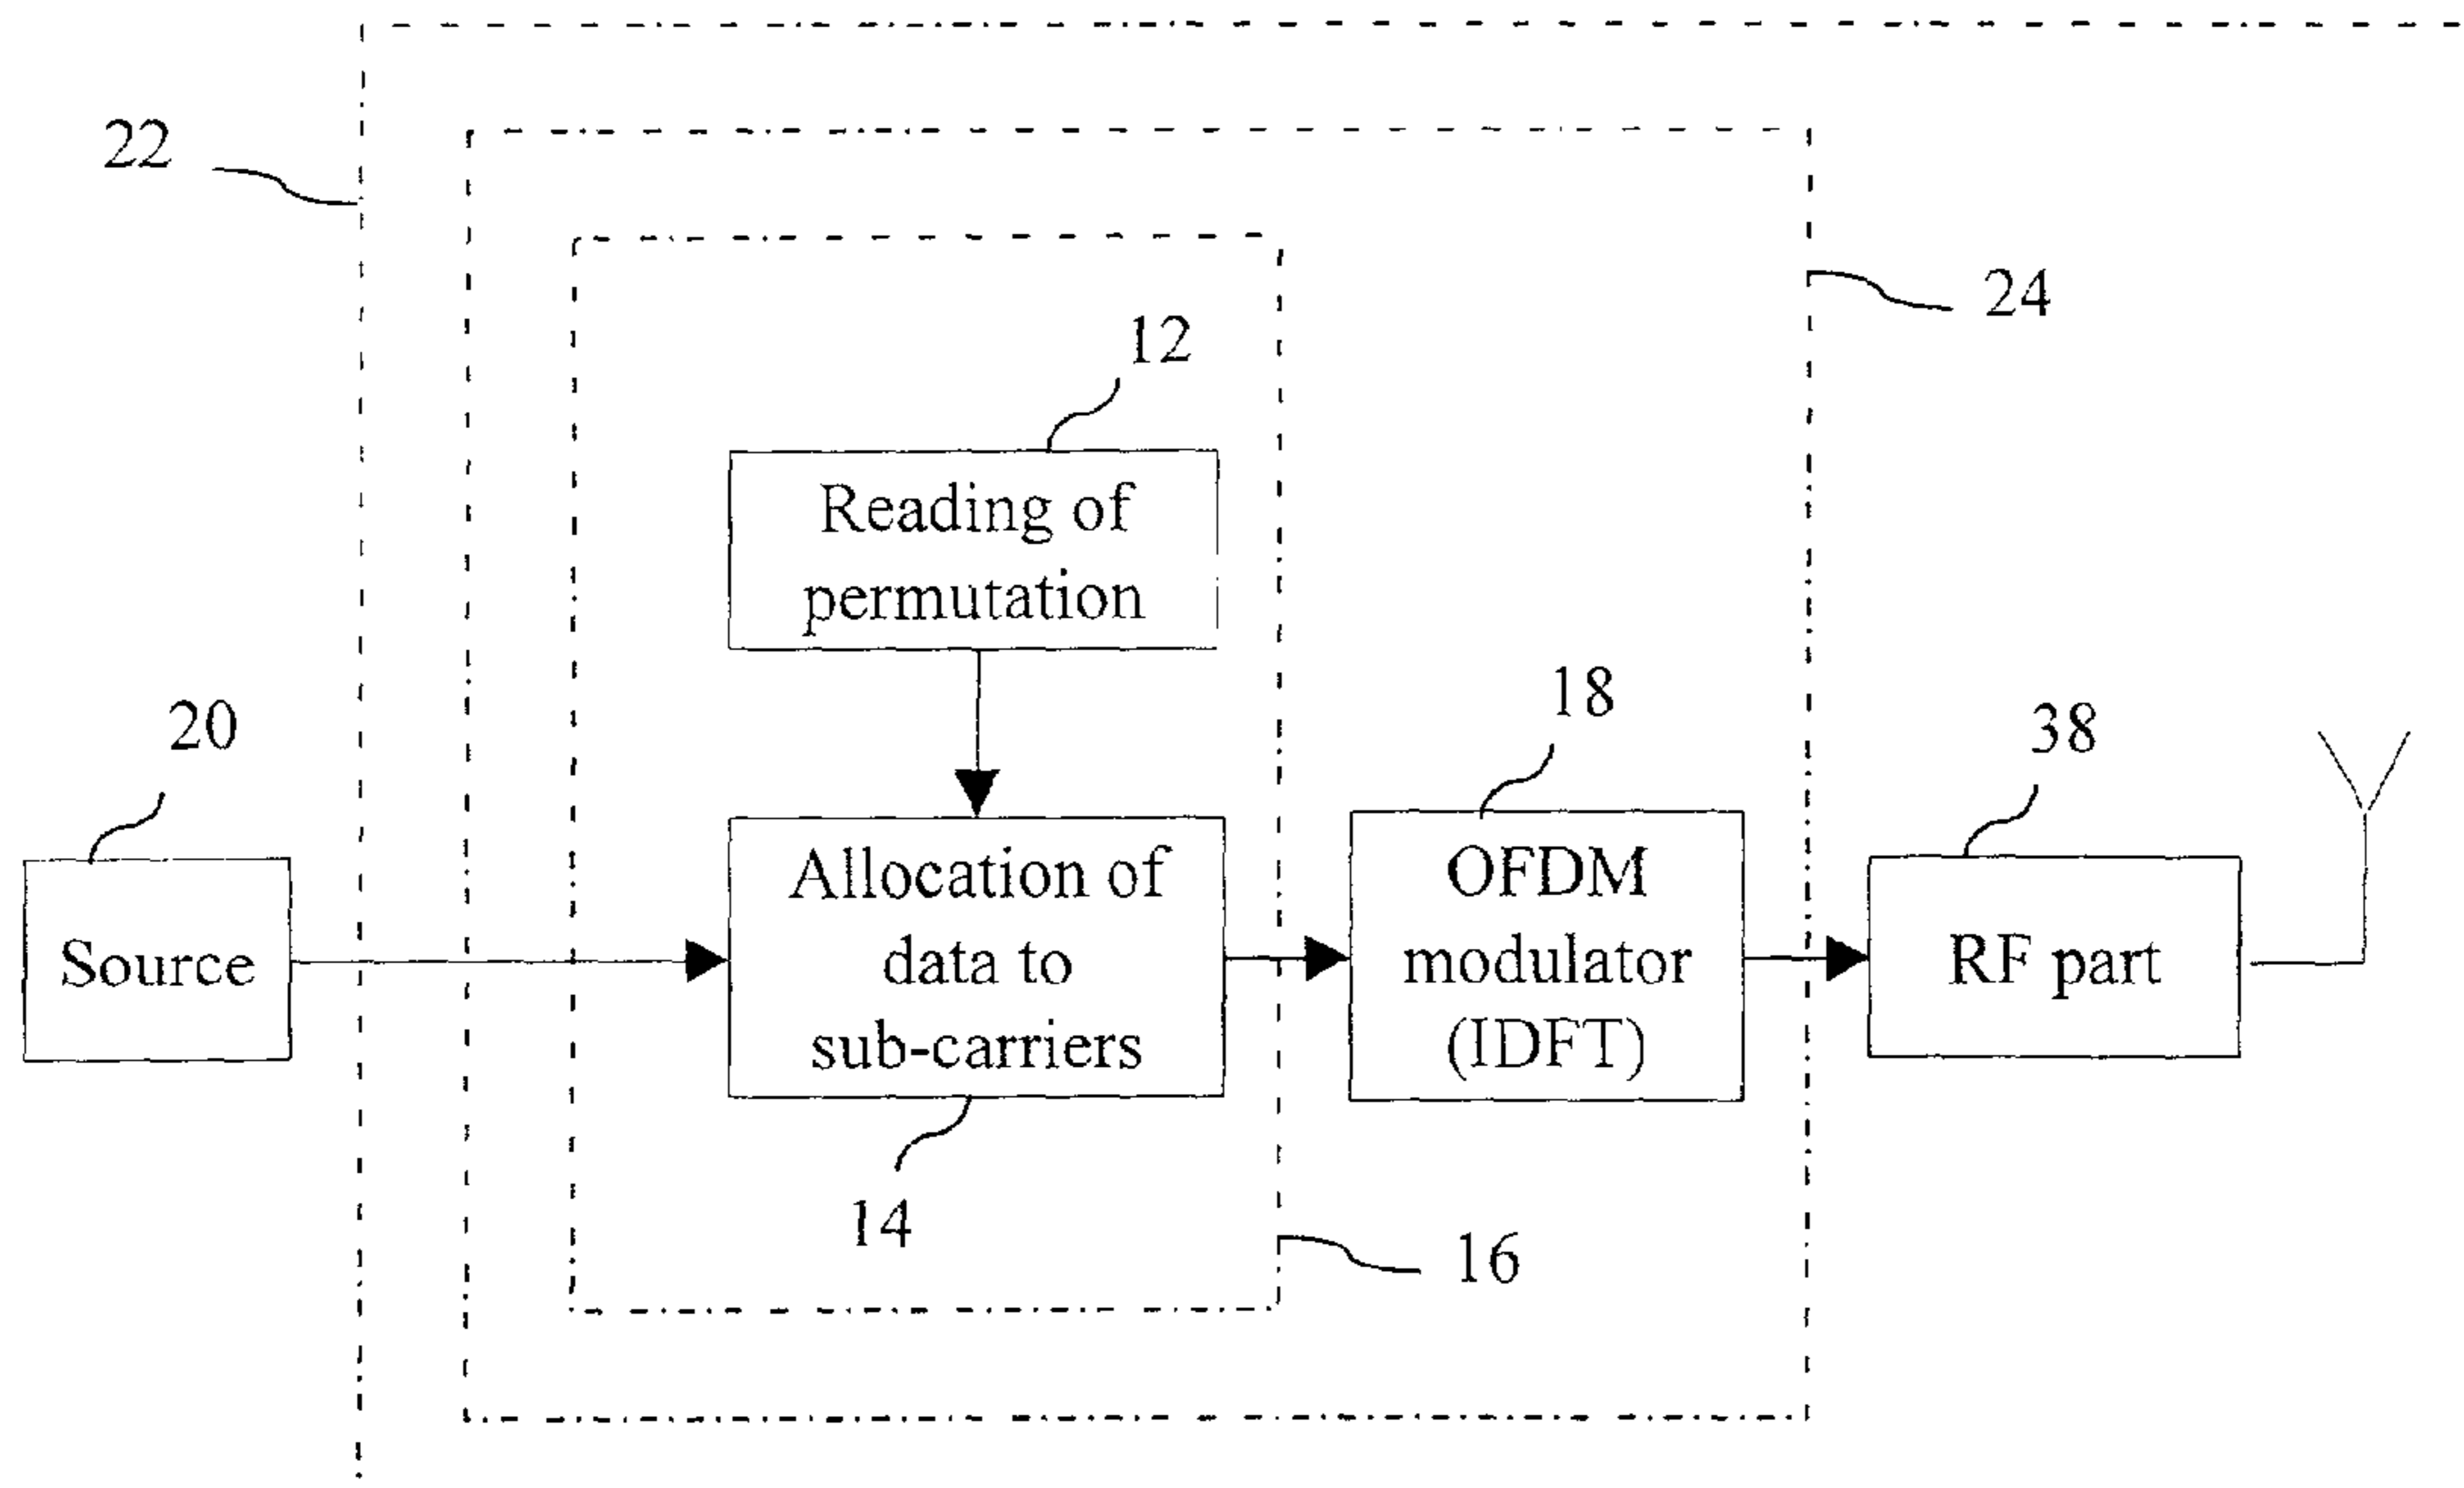 22
24
12
Reading of
permutation
20
18
38
Source
Allocation of
data to
sub-carriers
OFDM
modulator
(IDFT)
RF part
14
16